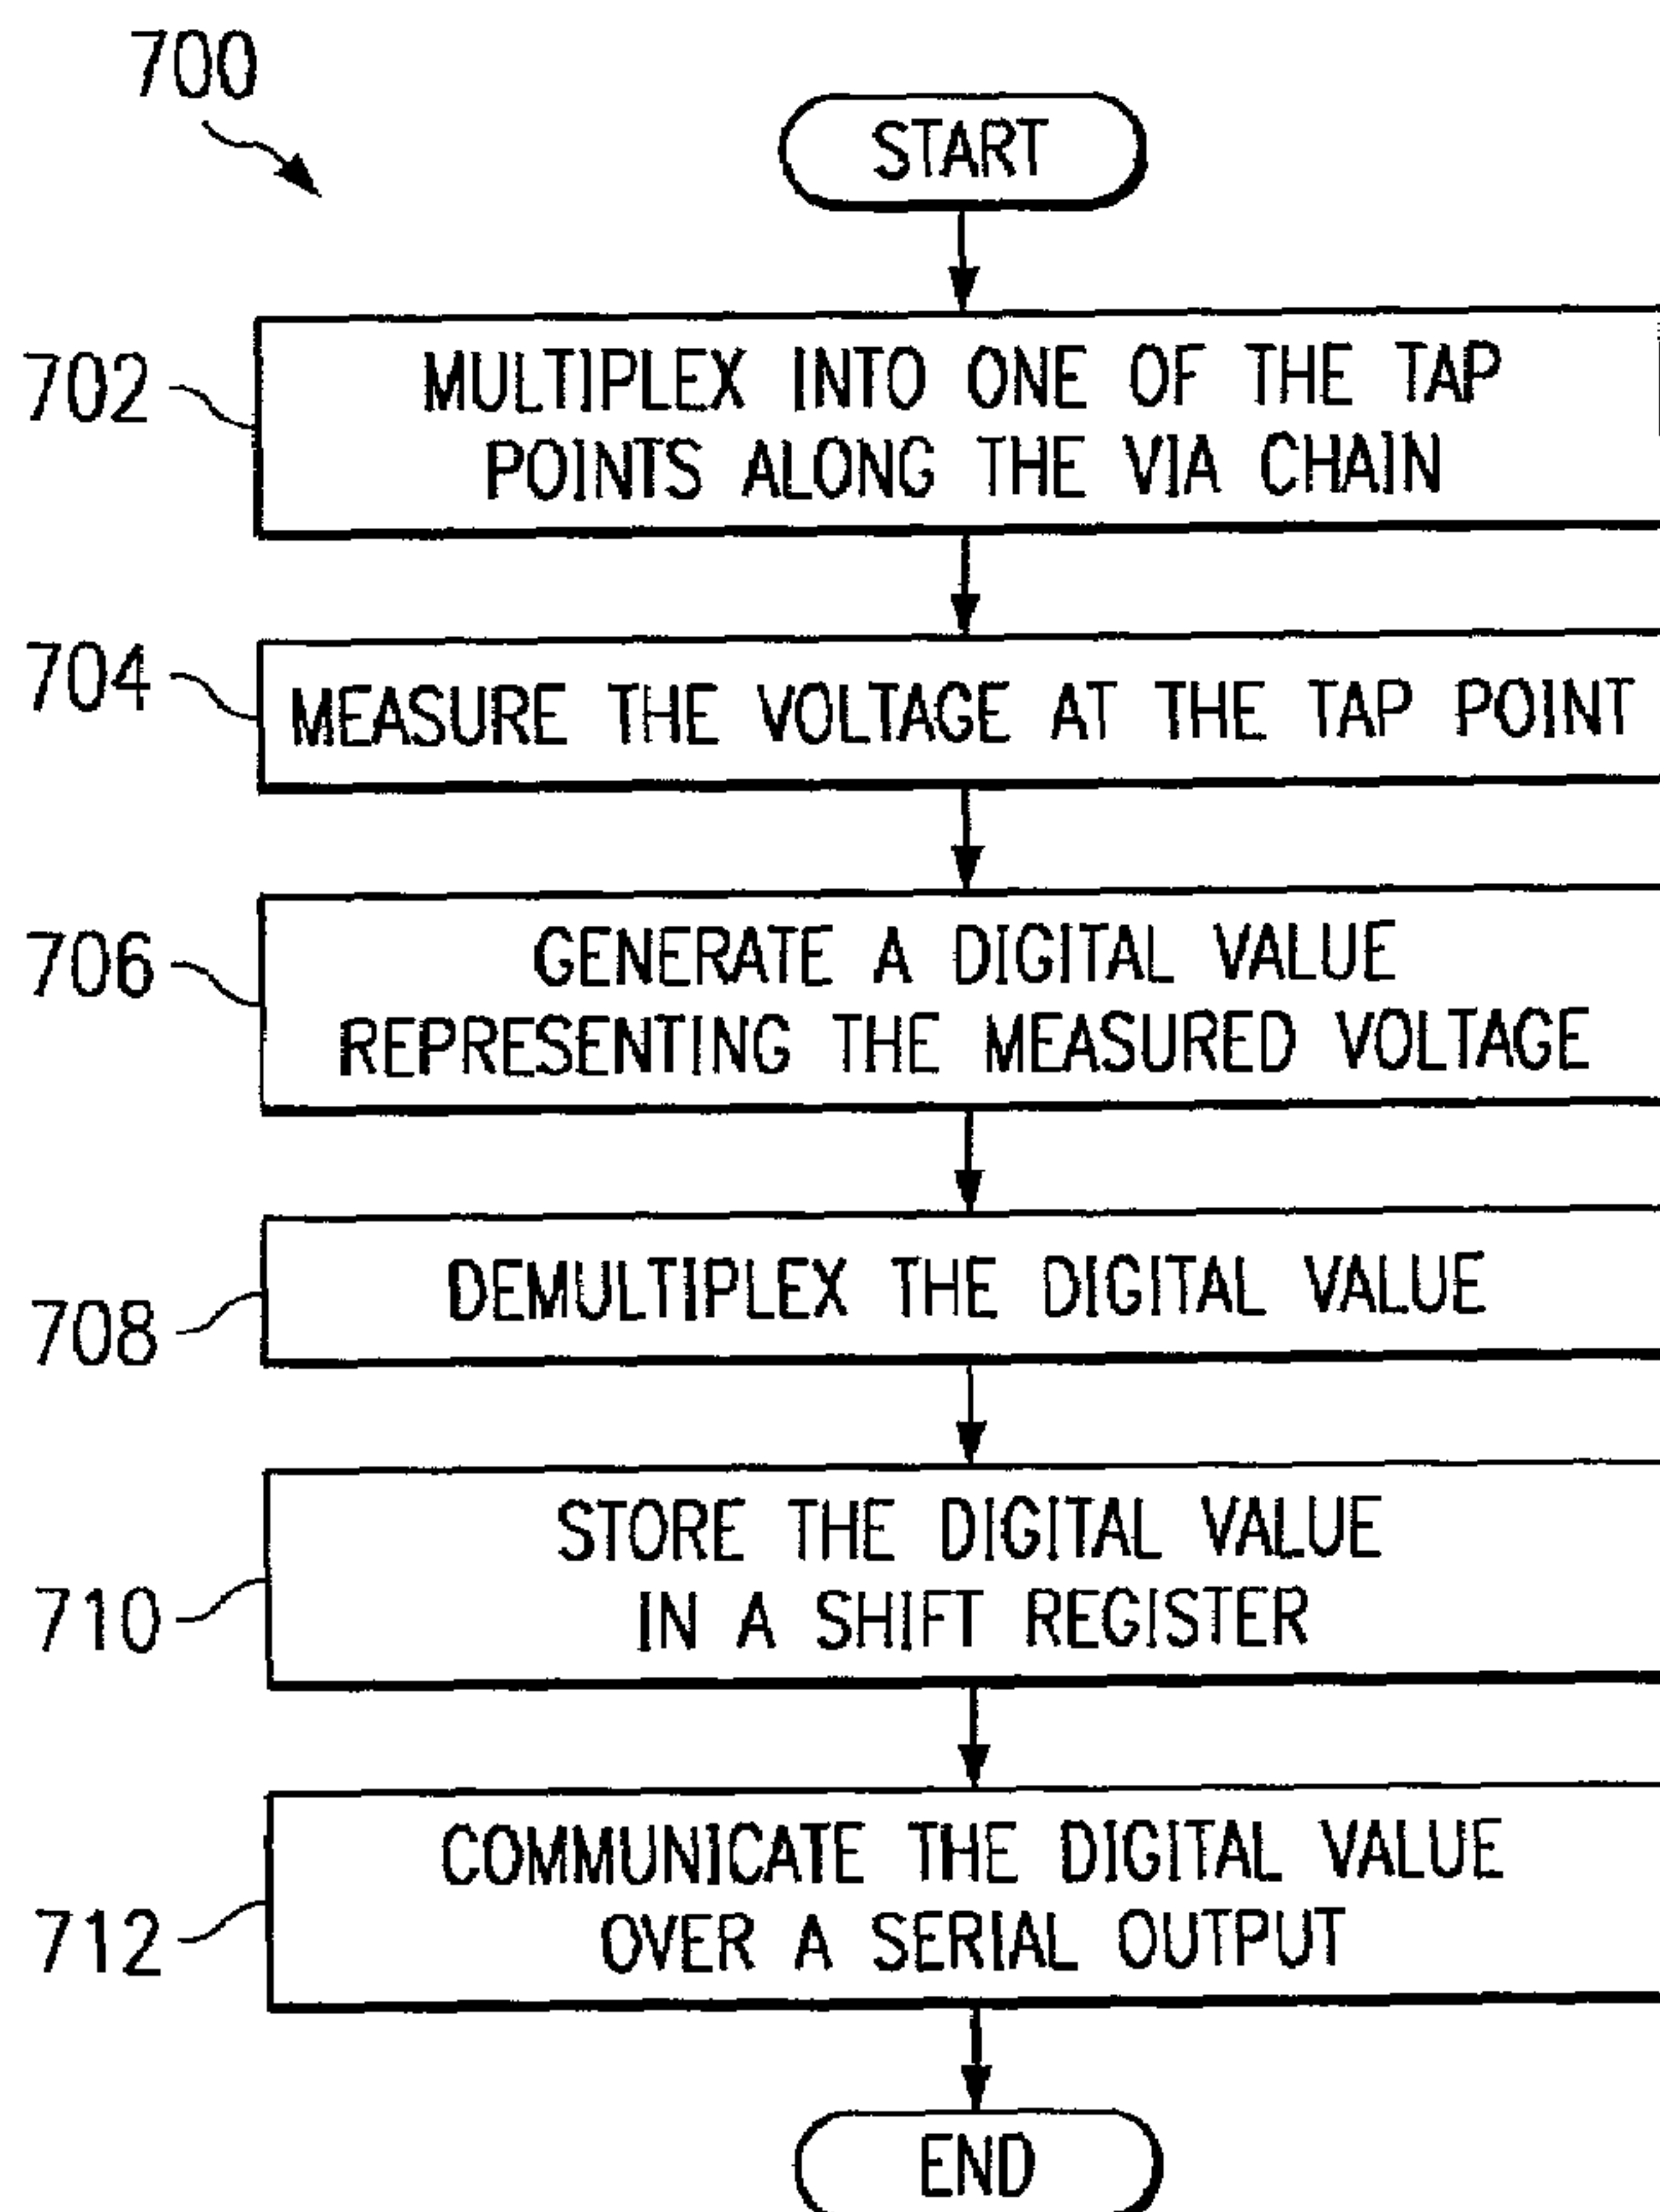 700
START
702
MULTIPLEX INTO ONE OF THE TAP
POINTS ALONG THE VIA CHAIN
704
MEASURE THE VOLTAGE AT THE TAP POINT
706
GENERATE A DIGITAL VALUE
REPRESENTING THE MEASURED VOLTAGE
708
DEMULTIPLEX THE DIGITAL VALUE
710
STORE THE DIGITAL VALUE
IN A SHIFT REGISTER
712
COMMUNICATE THE DIGITAL VALUE
OVER A SERIAL OUTPUT
END